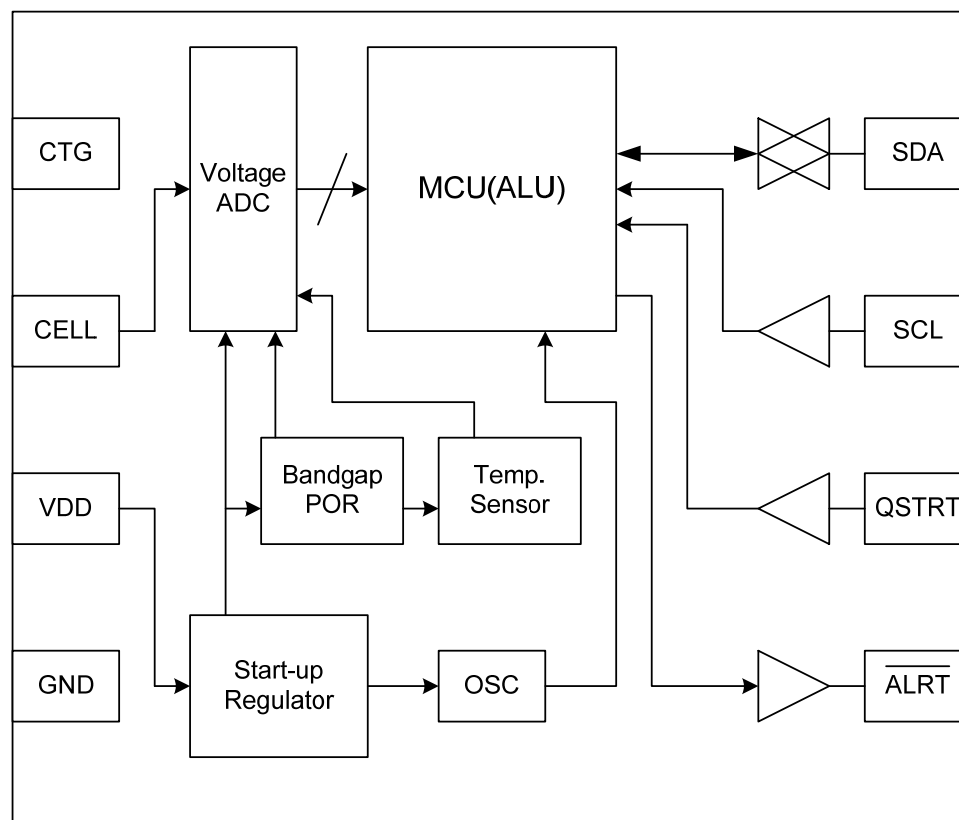 CTG
Voltage
ADC
MCU(ALU)
SDA
CELL
SCL
VDD
Bandgap
POR
Temp.
Sensor
QSTRT
GND
Start-up
Regulator
OSC
ALRT